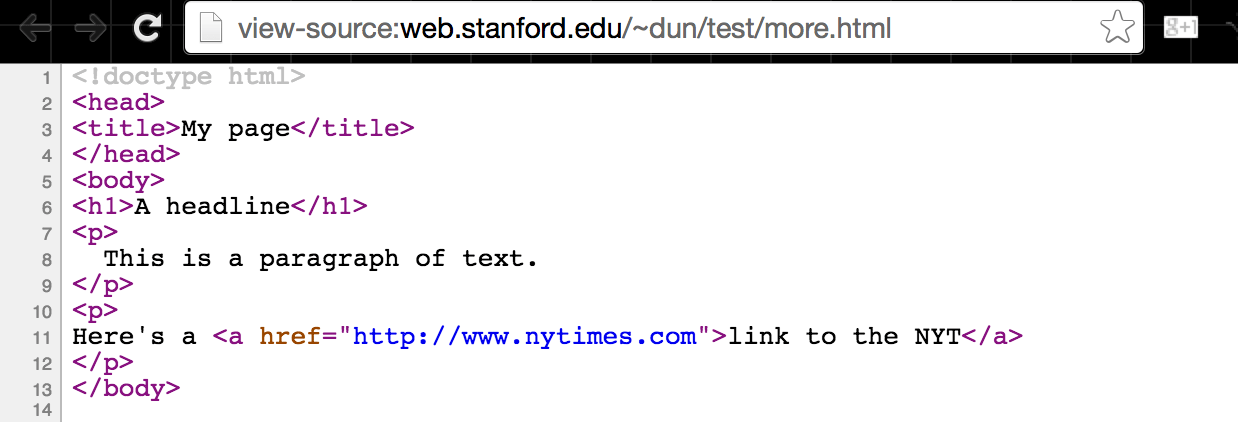 view-source:web.stanford.edu/~dun/test/more.html
g+1
1 <!doctype html>
2 <head>
3 <title>My page</title>
4 </head>
5 <body>
6 <h1>A headline</h1>
7 <p>
8   This is a paragraph of text.
9 </p>
10 <p>
11 Here's a <a href="http://www.nytimes.com">link to the NYT</a>
12 </p>
13 </body>
14